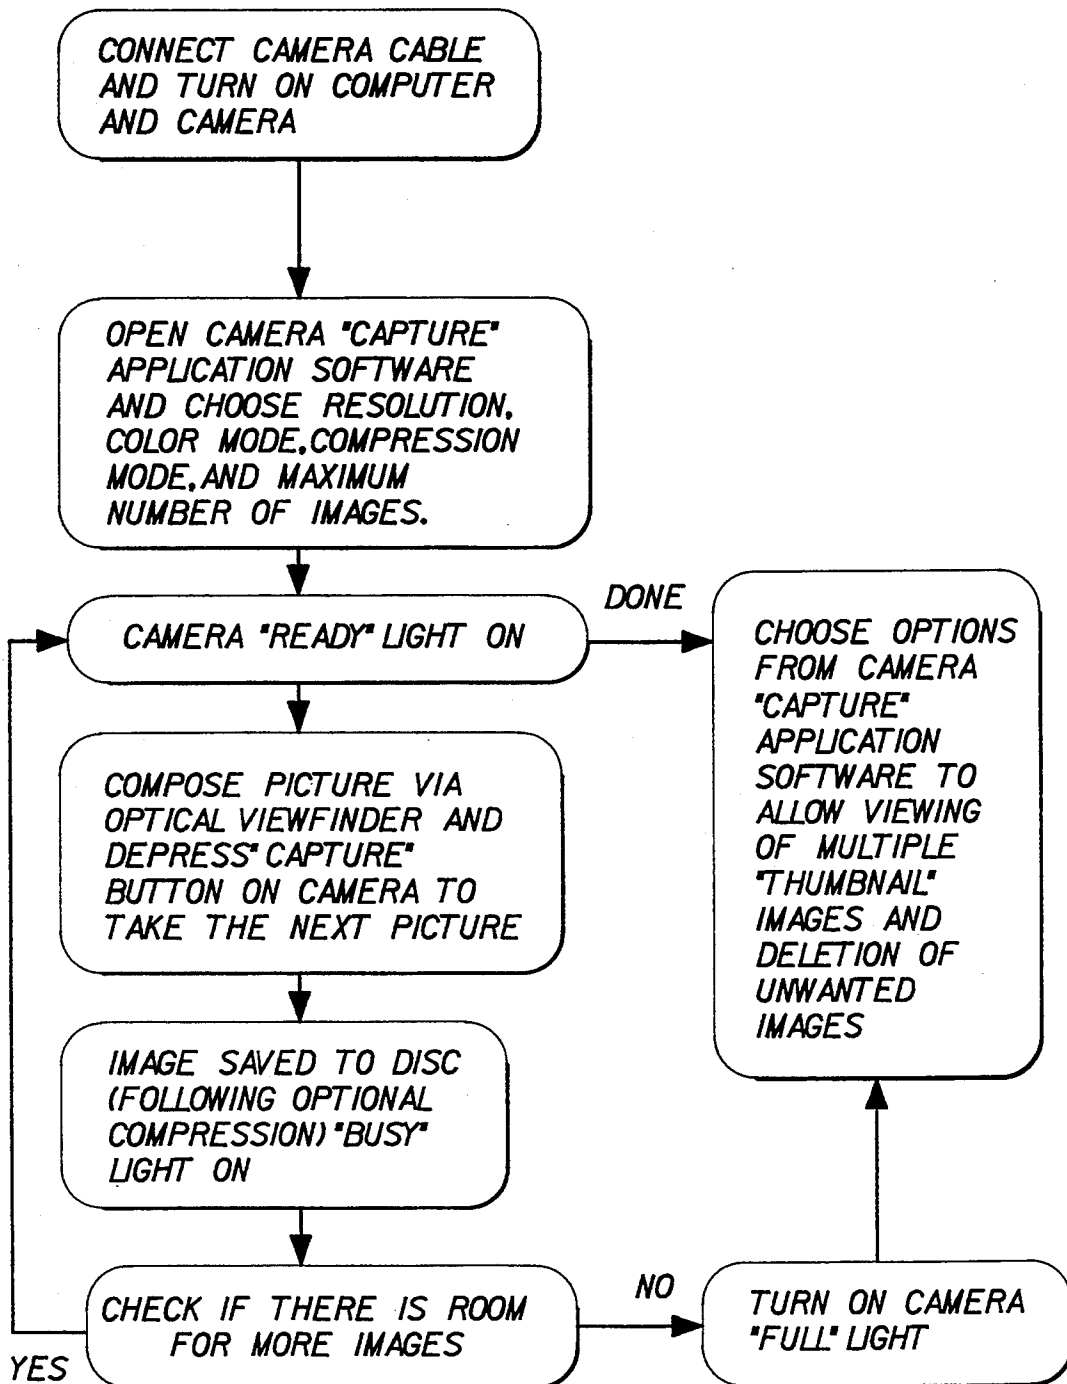 CONNECT CAMERA CABLE
AND TURN ON COMPUTER
AND CAMERA
OPEN CAMERA "CAPTURE"
APPLICATION SOFTWARE
AND CHOOSE RESOLUTION,
COLOR MODE,COMPRESSION
MODE,AND MAXIMUM
NUMBER OF IMAGES.
CAMERA "READY" LIGHT ON
DONE
COMPOSE PICTURE VIA
OPTICAL VIEWFINDER AND
DEPRESS"CAPTURE"
BUTTON ON CAMERA TO
TAKE THE NEXT PICTURE
IMAGE SAVED TO DISC
(FOLLOWING OPTIONAL
COMPRESSION)"BUSY"
LIGHT ON
CHECK IF THERE IS ROOM
FOR MORE IMAGES
YES
NO
TURN ON CAMERA
"FULL" LIGHT
CHOOSE OPTIONS
FROM CAMERA
"CAPTURE"
APPLICATION
SOFTWARE TO
ALLOW VIEWING
OF MULTIPLE
"THUMBNAIL"
IMAGES AND
DELETION OF
UNWANTED
IMAGES